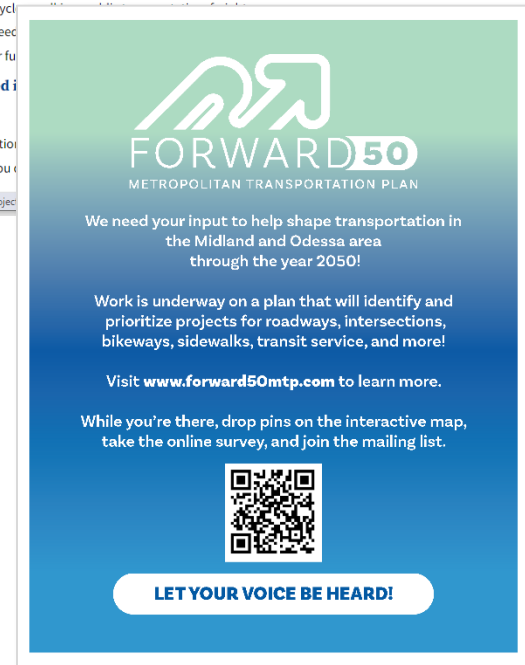 FORWARD 50
METROPOLITAN TRANSPORTATION PLAN
We need your input to help shape transportation in
the Midland and Odessa area
through the year 2050!
Work is underway on a plan that will identify and
prioritize projects for roadways, intersections,
bikeways, sidewalks, transit service, and more!
Visit www.forward50mtp.com to learn more.
While you're there, drop pins on the interactive map,
take the online survey, and join the mailing list.
LET YOUR VOICE BE HEARD!